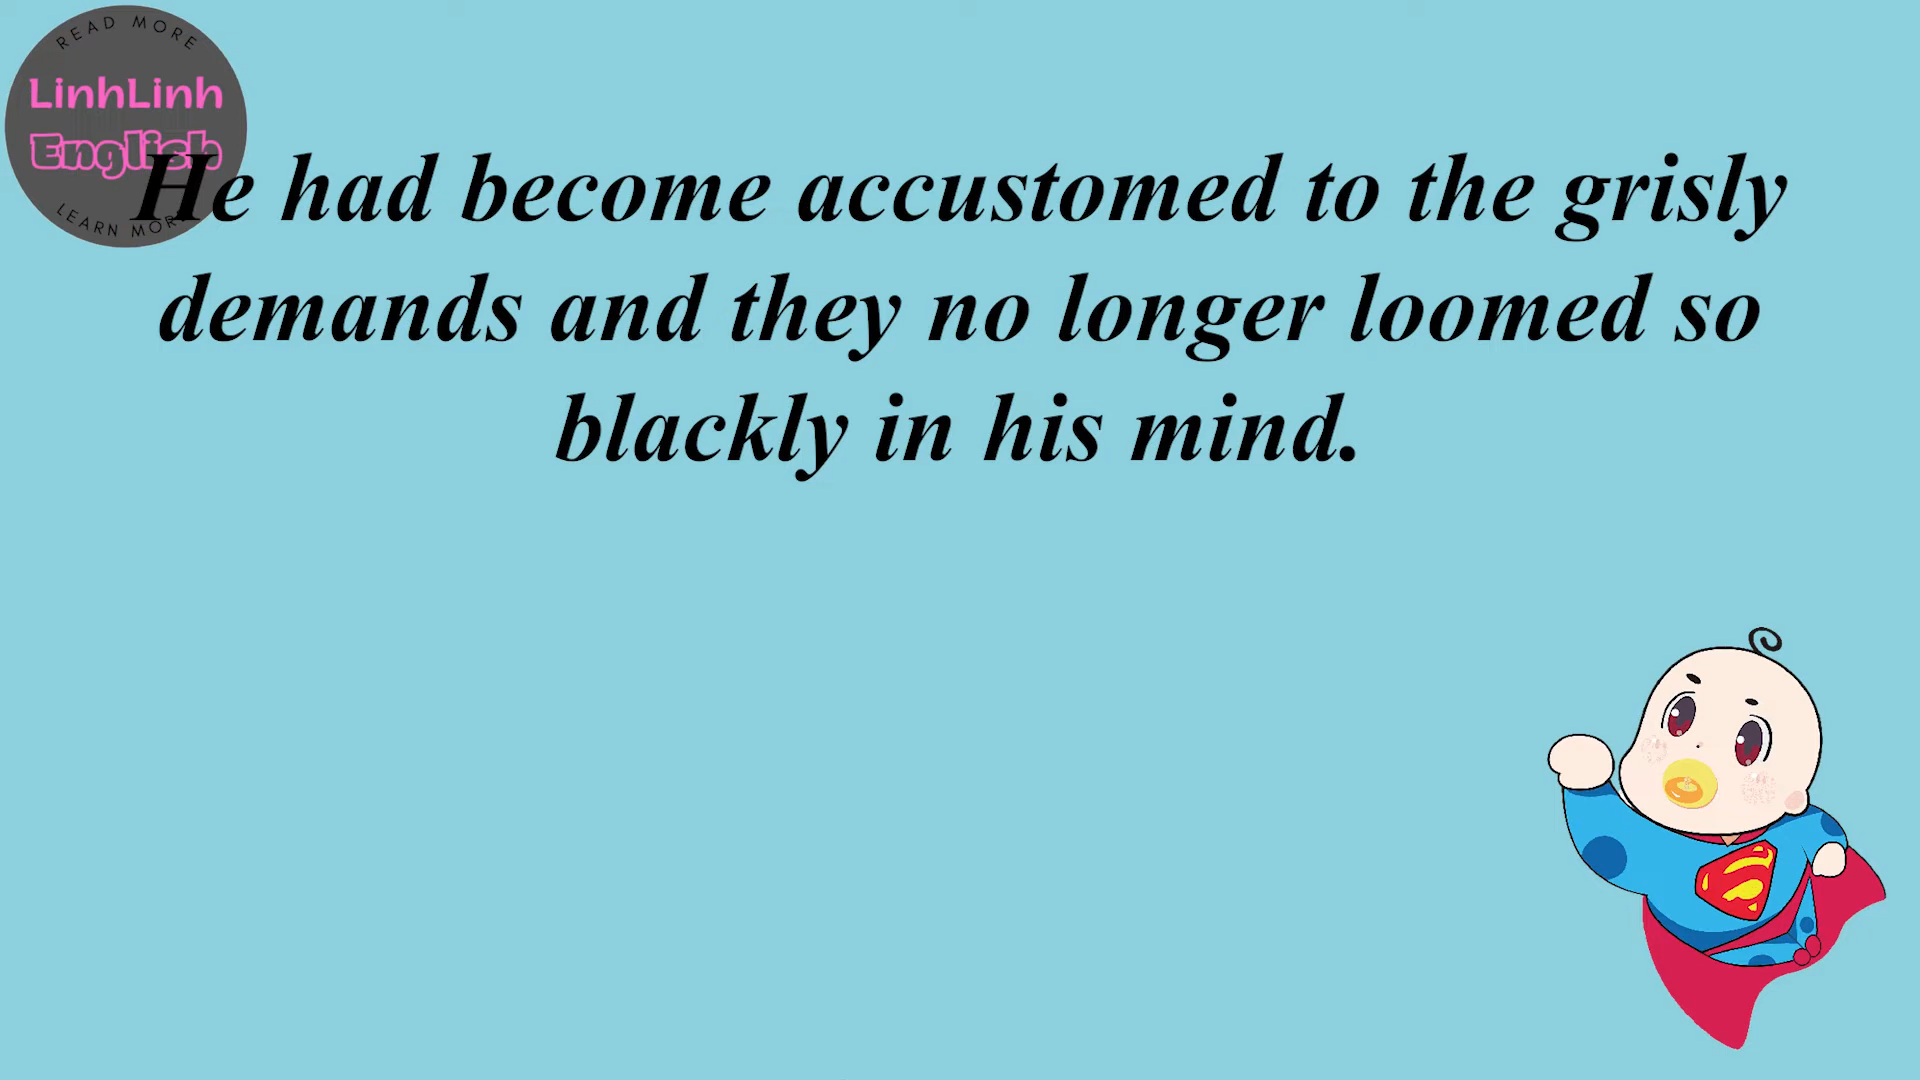 READ MORE
LinhLinh
English
LEARN MORE
He had become accustomed to the grisly
demands and they no longer loomed so
blackly in his mind.